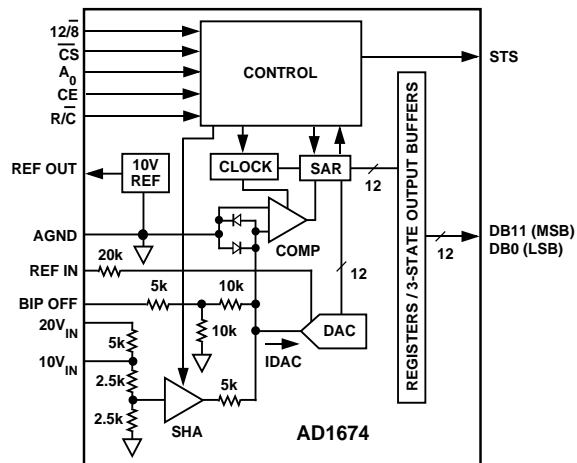 12/8̅
C̅S̅
A0
CE
R/C̅
CONTROL
STS
REF OUT
10V
REF
CLOCK
SAR
12
AGND
COMP
REGISTERS / 3-STATE OUTPUT BUFFERS
12
DB11 (MSB)
DB0 (LSB)
REF IN
20k
12
BIP OFF
5k
10k
10k
DAC
IDAC
20VIN
5k
10VIN
2.5k
2.5k
5k
SHA
AD1674